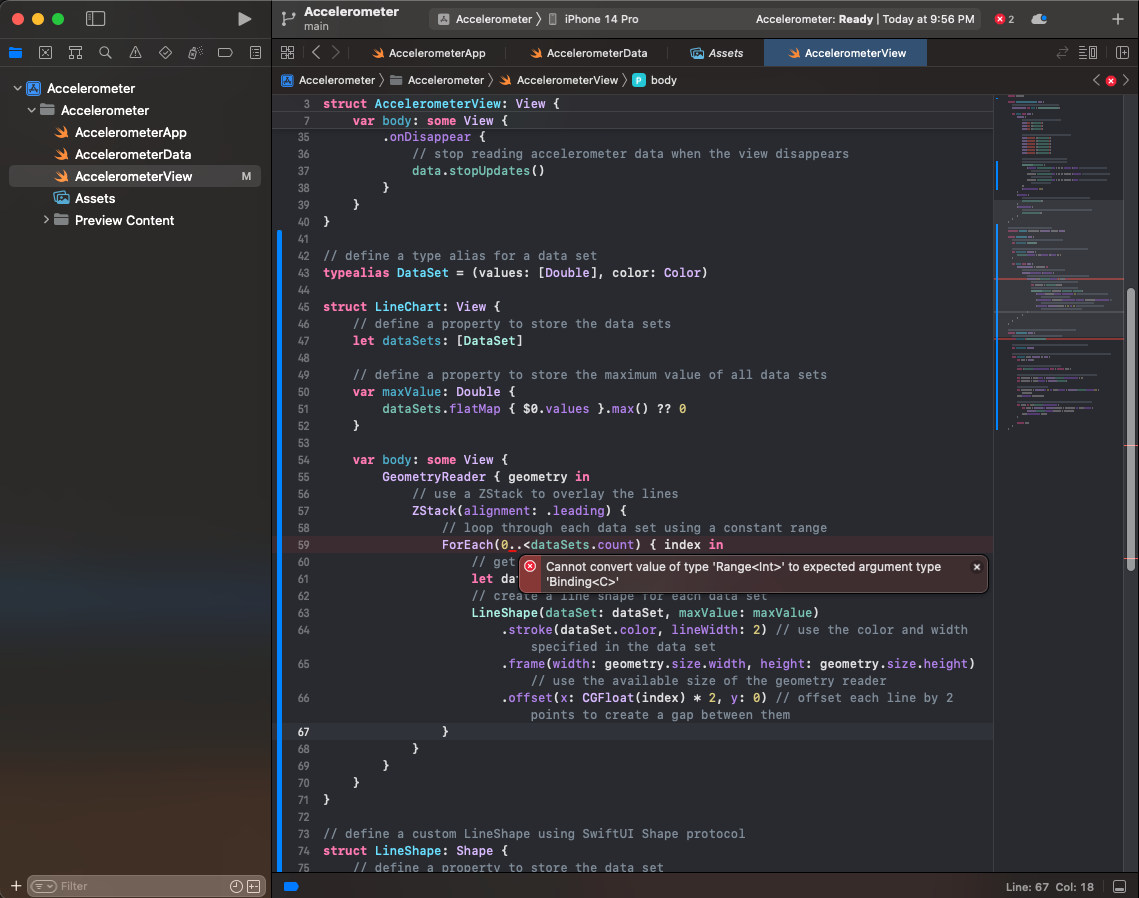 Accelerometer
main
Accelerometer
iPhone 14 Pro
Accelerometer: Ready | Today at 9:56 PM
2
AccelerometerApp
AccelerometerData
Assets
AccelerometerView
Accelerometer
Accelerometer
AccelerometerView
P
body
Accelerometer
Accelerometer
AccelerometerApp
AccelerometerData
AccelerometerView
M
Assets
Preview Content
3 struct AccelerometerView: View {
7 var body: some View {
35 .onDisappear {
36 // stop reading accelerometer data when the view disappears
37 data.stopUpdates()
38 }
39 }
40 }
41
42 // define a type alias for a data set
43 typealias DataSet = (values: [Double], color: Color)
44
45 struct LineChart: View {
46 // define a property to store the data sets
47 let dataSets: [DataSet]
48
49 // define a property to store the maximum value of all data sets
50 var maxValue: Double {
51 dataSets.flatMap { $0.values }.max() ?? 0
52 }
53
54 var body: some View {
55 GeometryReader { geometry in
56 // use a ZStack to overlay the lines
57 ZStack(alignment: .leading) {
58 // loop through each data set using a constant range
59 ForEach(0..<dataSets.count) { index in
60 // get
Cannot convert value of type 'Range<Int>' to expected argument type
'Binding<C>'
61 let da
62 // create a line shape for each data set
63 LineShape(dataSet: dataSet, maxValue: maxValue)
64 .stroke(dataSet.color, lineWidth: 2) // use the color and width
specified in the data set
65 .frame(width: geometry.size.width, height: geometry.size.height)
// use the available size of the geometry reader
66 .offset(x: CGFloat(index) * 2, y: 0) // offset each line by 2
points to create a gap between them
67 }
68 }
69 }
70 }
71 }
72
73 // define a custom LineShape using SwiftUI Shape protocol
74 struct LineShape: Shape {
75 // define a property to store the data set
Filter
Line: 67 Col: 18